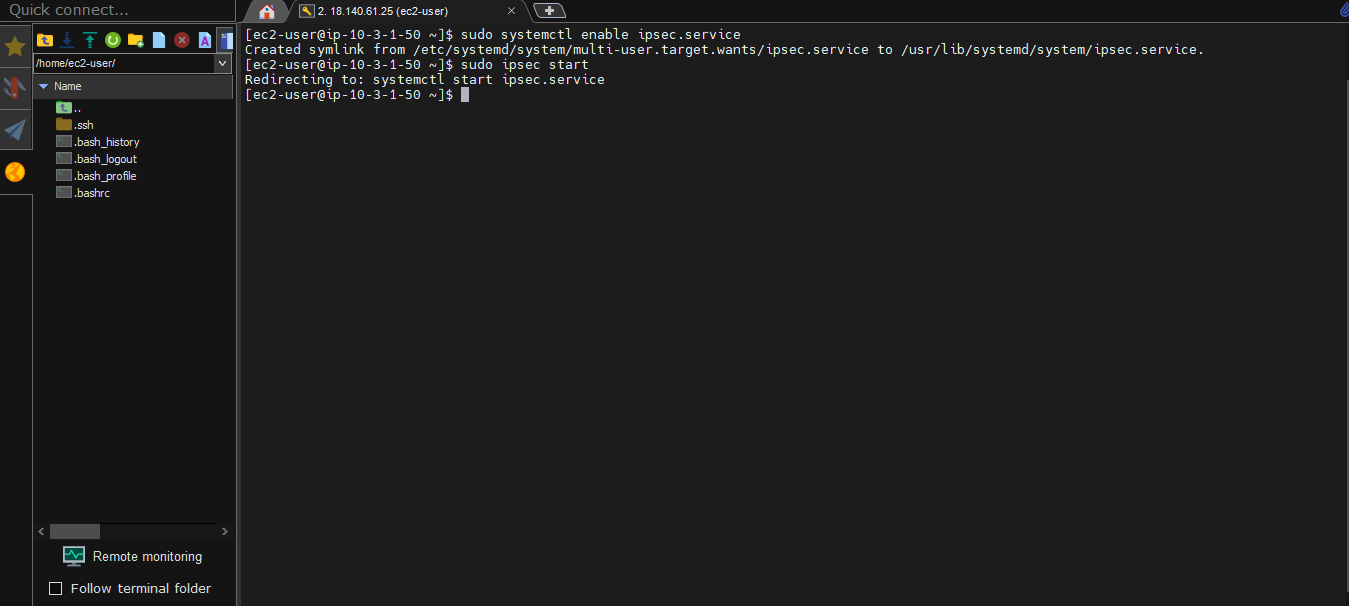 Quick connect...
2. 18.140.61.25 (ec2-user)
/home/ec2-user/
Name
..
.ssh
.bash_history
.bash_logout
.bash_profile
.bashrc
Remote monitoring
Follow terminal folder
[ec2-user@ip-10-3-1-50 ~]$ sudo systemctl enable ipsec.service
Created symlink from /etc/systemd/system/multi-user.target.wants/ipsec.service to /usr/lib/systemd/system/ipsec.service.
[ec2-user@ip-10-3-1-50 ~]$ sudo ipsec start
Redirecting to: systemctl start ipsec.service
[ec2-user@ip-10-3-1-50 ~]$